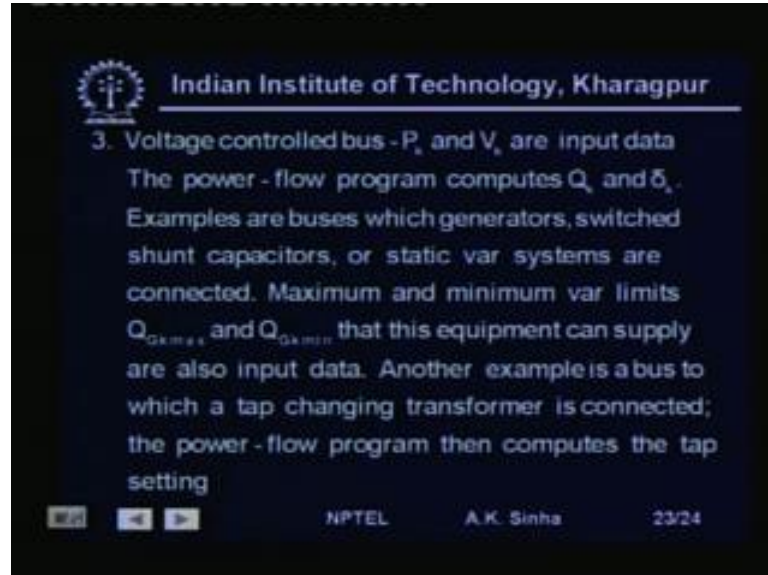 Indian Institute of Technology, Kharagpur
3. Voltage controlled bus - Pₖ and Vₖ are input data
The power - flow program computes Qₖ and δₖ.
Examples are buses which generators, switched
shunt capacitors, or static var systems are
connected. Maximum and minimum var limits
Q_Gkmax and Q_Gkmin that this equipment can supply
are also input data. Another example is a bus to
which a tap changing transformer is connected;
the power - flow program then computes the tap
setting
NPTEL A.K. Sinha 23/24